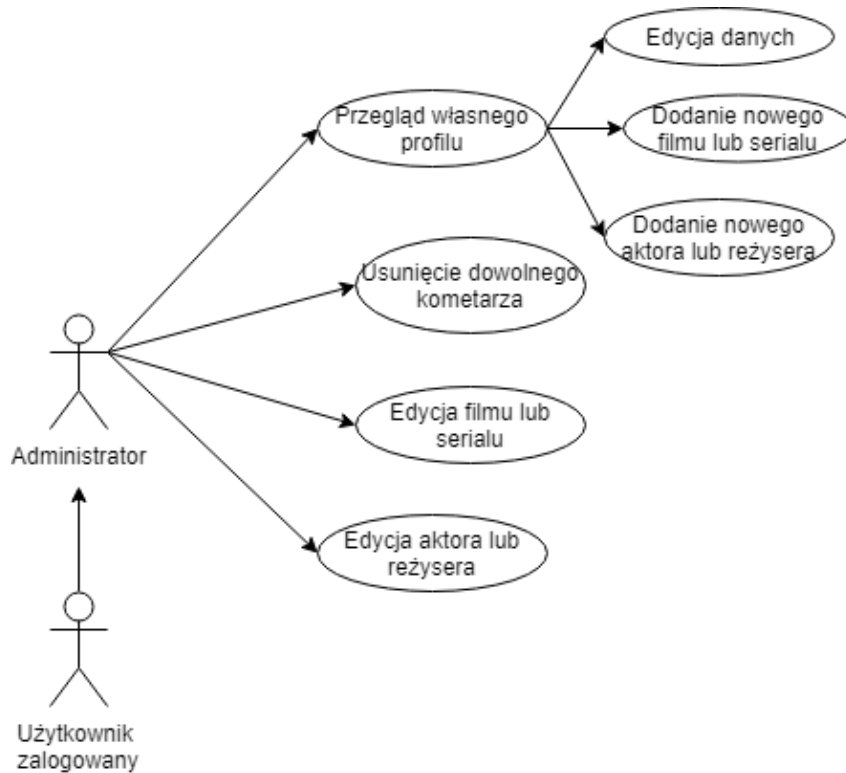 Edycja danych
Przegląd własnego
profilu
Dodanie nowego
filmu lub serialu
Dodanie nowego
aktora lub reżysera
Usunięcie dowolnego
kometarza
Edycja filmu lub
serialu
Administrator
Edycja aktora lub
reżysera
Użytkownik
zalogowany